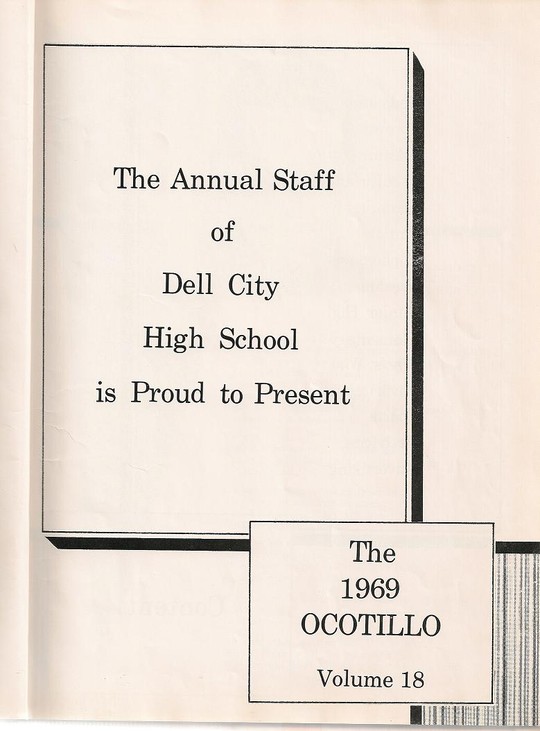 The Annual Staff
of
Dell City
High School
is Proud to Present
The
1969
OCOTILLO
Volume 18